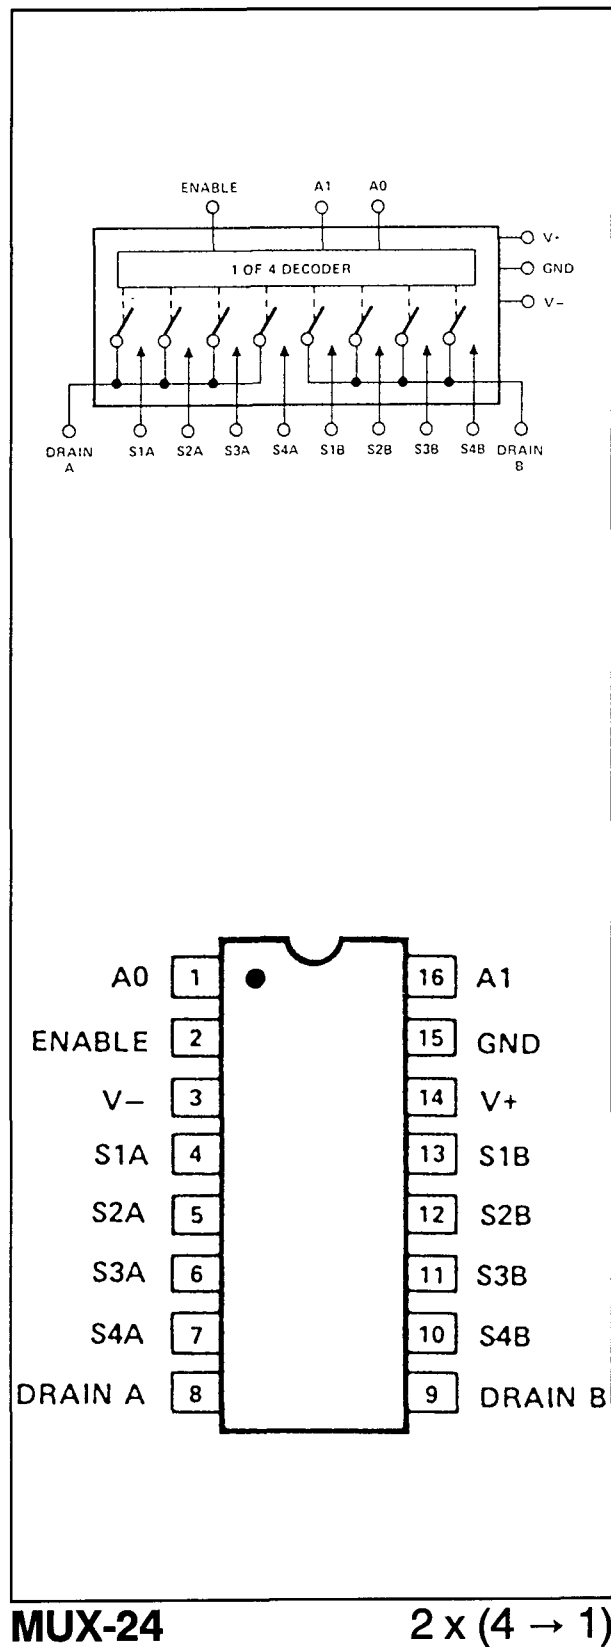 ENABLE A1 A0
V+
1 OF 4 DECODER GND
V-
DRAIN A S1A S2A S3A S4A S1B S2B S3B S4B DRAIN B
A0 1 16 A1
ENABLE 2 15 GND
V- 3 14 V+
S1A 4 13 S1B
S2A 5 12 S2B
S3A 6 11 S3B
S4A 7 10 S4B
DRAIN A 8 9 DRAIN B
MUX-24 2 x (4 → 1)